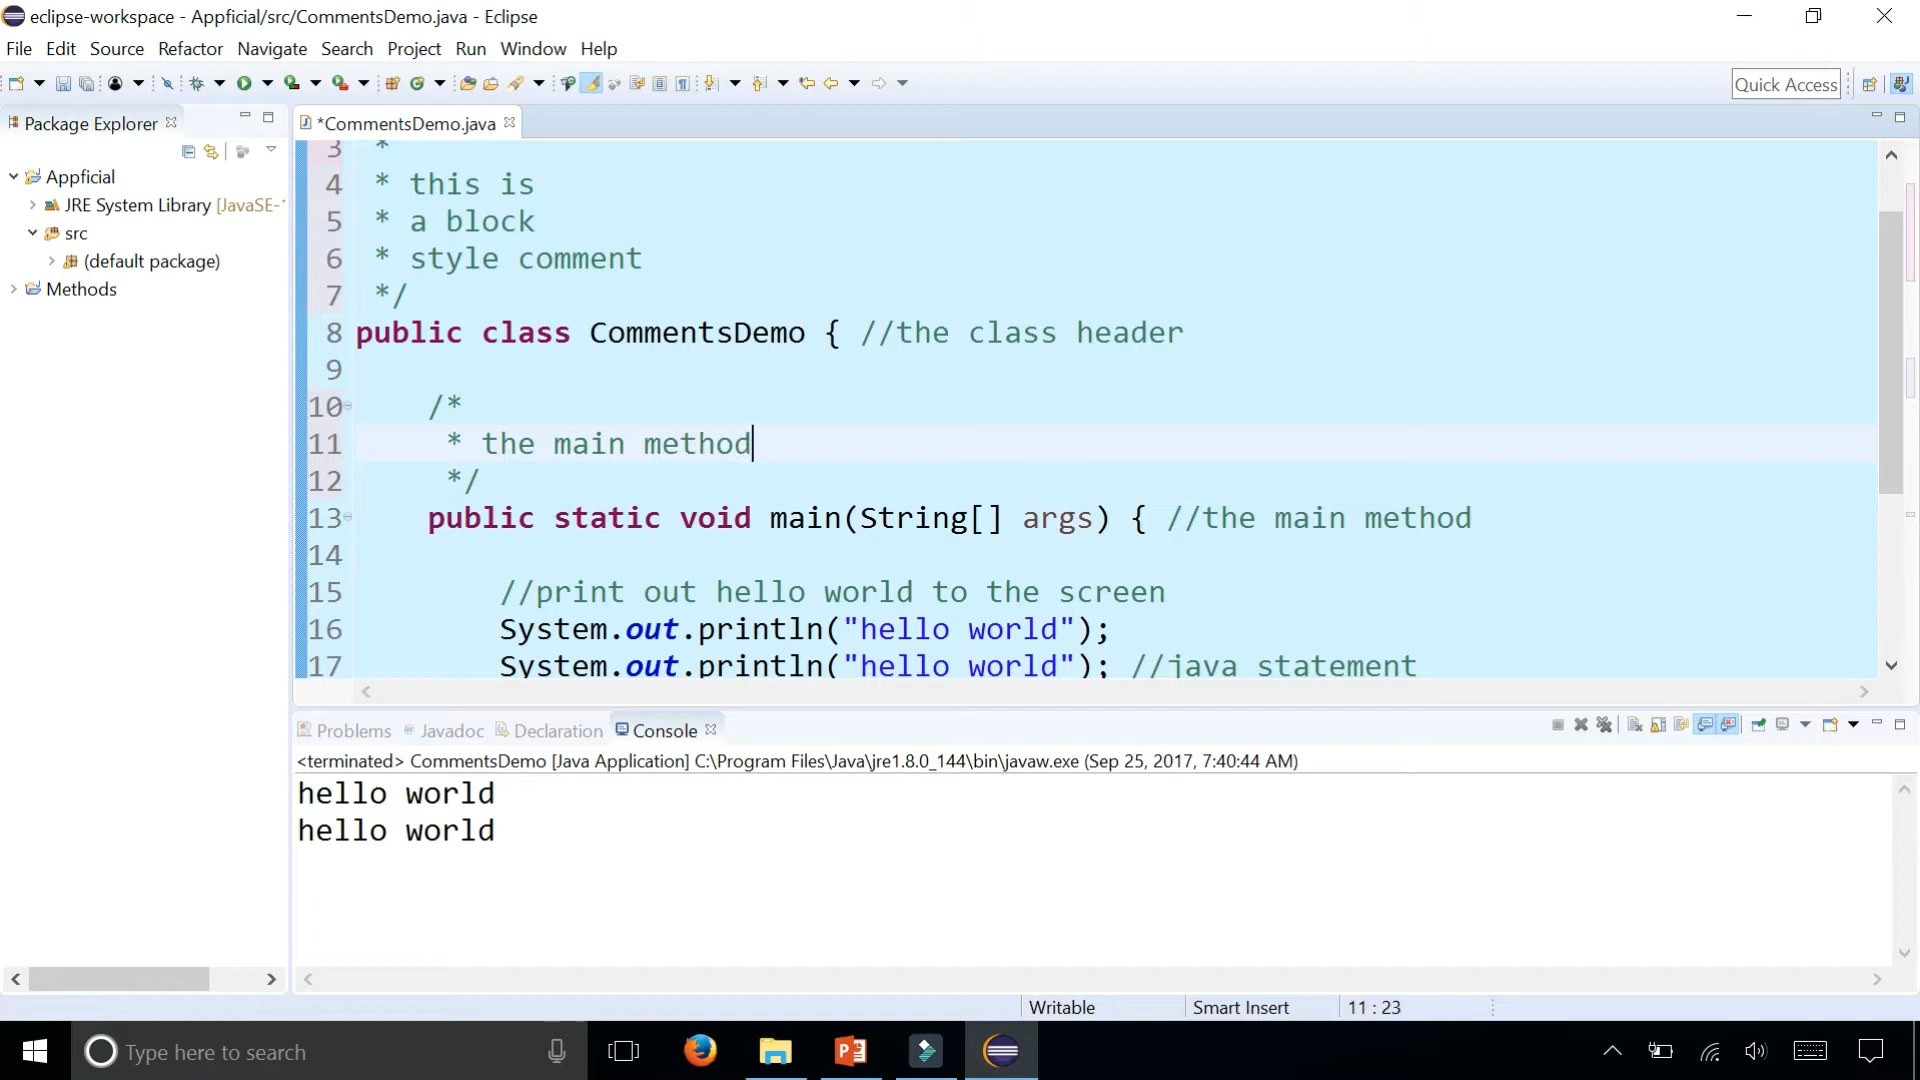 eclipse-workspace - Appficial/src/CommentsDemo.java - Eclipse
File Edit Source Refactor Navigate Search Project Run Window Help
Quick Access
Package Explorer
*CommentsDemo.java
Appficial
JRE System Library [JavaSE-
src
(default package)
Methods
3 *
4 * this is
5 * a block
6 * style comment
7 */
8 public class CommentsDemo { //the class header
9
10 /*
11 * the main method
12 */
13 public static void main(String[] args) { //the main method
14
15 //print out hello world to the screen
16 System.out.println("hello world");
17 System.out.println("hello world"); //java statement
Problems @ Javadoc Declaration Console
<terminated> CommentsDemo [Java Application] C:\Program Files\Java\jre1.8.0_144\bin\javaw.exe (Sep 25, 2017, 7:40:44 AM)
hello world
hello world
Writable Smart Insert 11 : 23
Type here to search